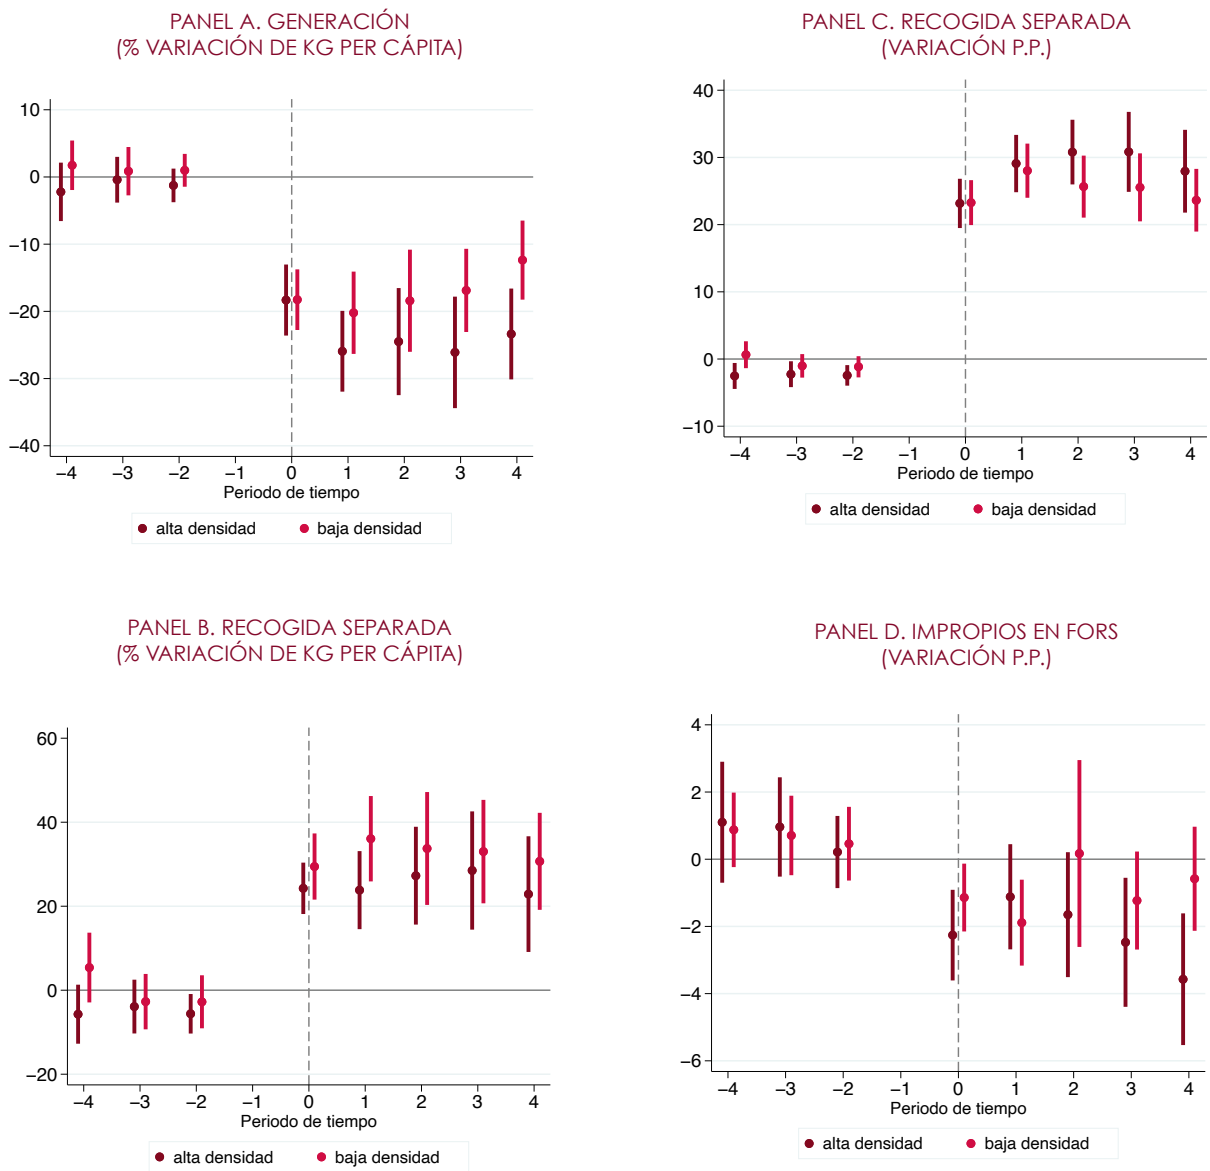 PANEL A. GENERACIÓN
(% VARIACIÓN DE KG PER CÁPITA)
10
0
−10
−20
−30
−40
−4 −3 −2 −1 0 1 2 3 4
Periodo de tiempo
alta densidad baja densidad
PANEL C. RECOGIDA SEPARADA
(VARIACIÓN P.P.)
40
30
20
10
0
−10
−4 −3 −2 −1 0 1 2 3 4
Periodo de tiempo
alta densidad baja densidad
PANEL B. RECOGIDA SEPARADA
(% VARIACIÓN DE KG PER CÁPITA)
60
40
20
0
−20
−4 −3 −2 −1 0 1 2 3 4
Periodo de tiempo
alta densidad baja densidad
PANEL D. IMPROPIOS EN FORS
(VARIACIÓN P.P.)
4
2
0
−2
−4
−6
−4 −3 −2 −1 0 1 2 3 4
Periodo de tiempo
alta densidad baja densidad